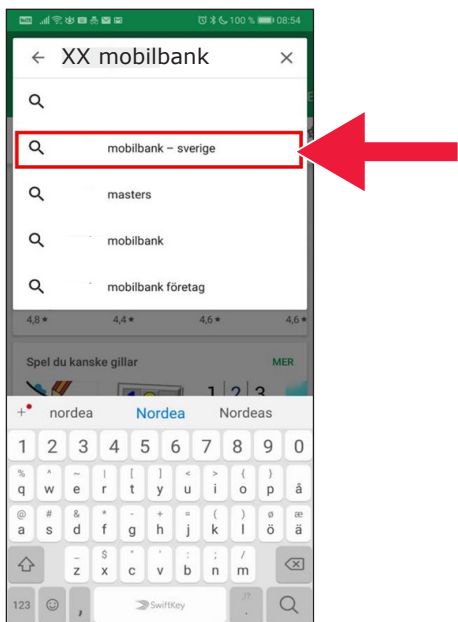 100 % 08:54
XX mobilbank
mobilbank – sverige
masters
mobilbank
mobilbank företag
4,8★ 4,4★ 4,6★ 4,6★
Spel du kanske gillar MER
1 2 3
nordea Nordea Nordeas
1 2 3 4 5 6 7 8 9 0
% ^ ~ | [ ] < > { }
q w e r t y u i o p å
@ # & * - + = ( ) ø æ
a s d f g h j k l ö ä
_ $ " ' : ; /
z x c v b n m
123 , SwiftKey .